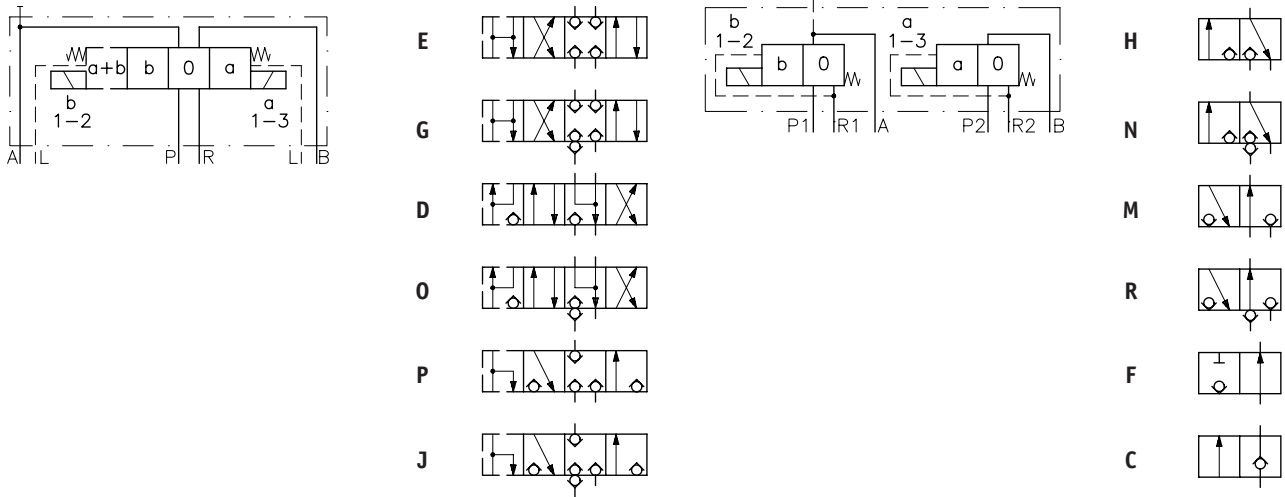 a+b b 0 a
b
1-2
a
1-3
A L P R L B
E
G
D
O
P
J
b
1-2
a
1-3
b 0
a 0
P1 R1 A P2 R2 B
H
N
M
R
F
C